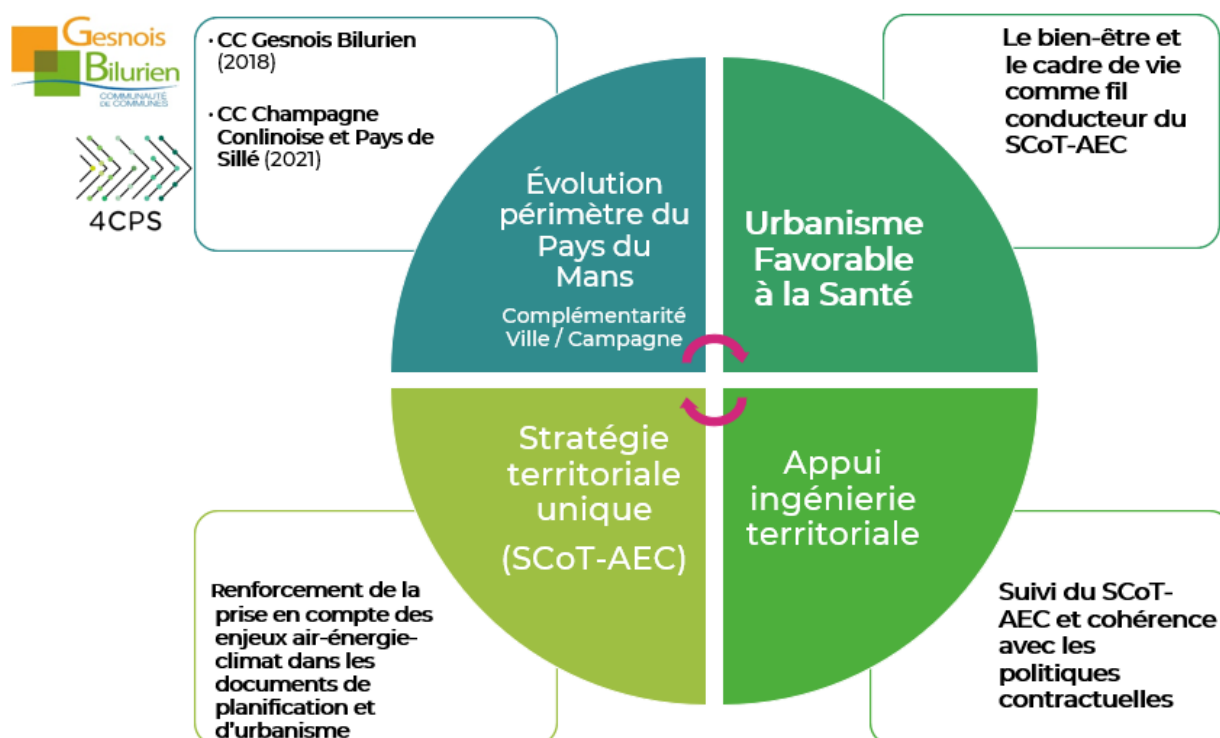 Gesnois
Bilurien
COMMUNAUTÉ
DE COMMUNES
4CPS
· CC Gesnois Bilurien
(2018)
· CC Champagne
Conlinoise et Pays de
Sillé (2021)
Évolution
périmètre du
Pays du
Mans
Complémentarité
Ville / Campagne
Urbanisme
Favorable
à la Santé
Le bien-être et
le cadre de vie
comme fil
conducteur du
SCoT-AEC
Stratégie
territoriale
unique
(SCoT-AEC)
Renforcement de la
prise en compte des
enjeux air-énergie-
climat dans les
documents de
planification et
d'urbanisme
Appui
ingénierie
territoriale
Suivi du SCoT-
AEC et cohérence
avec les
politiques
contractuelles